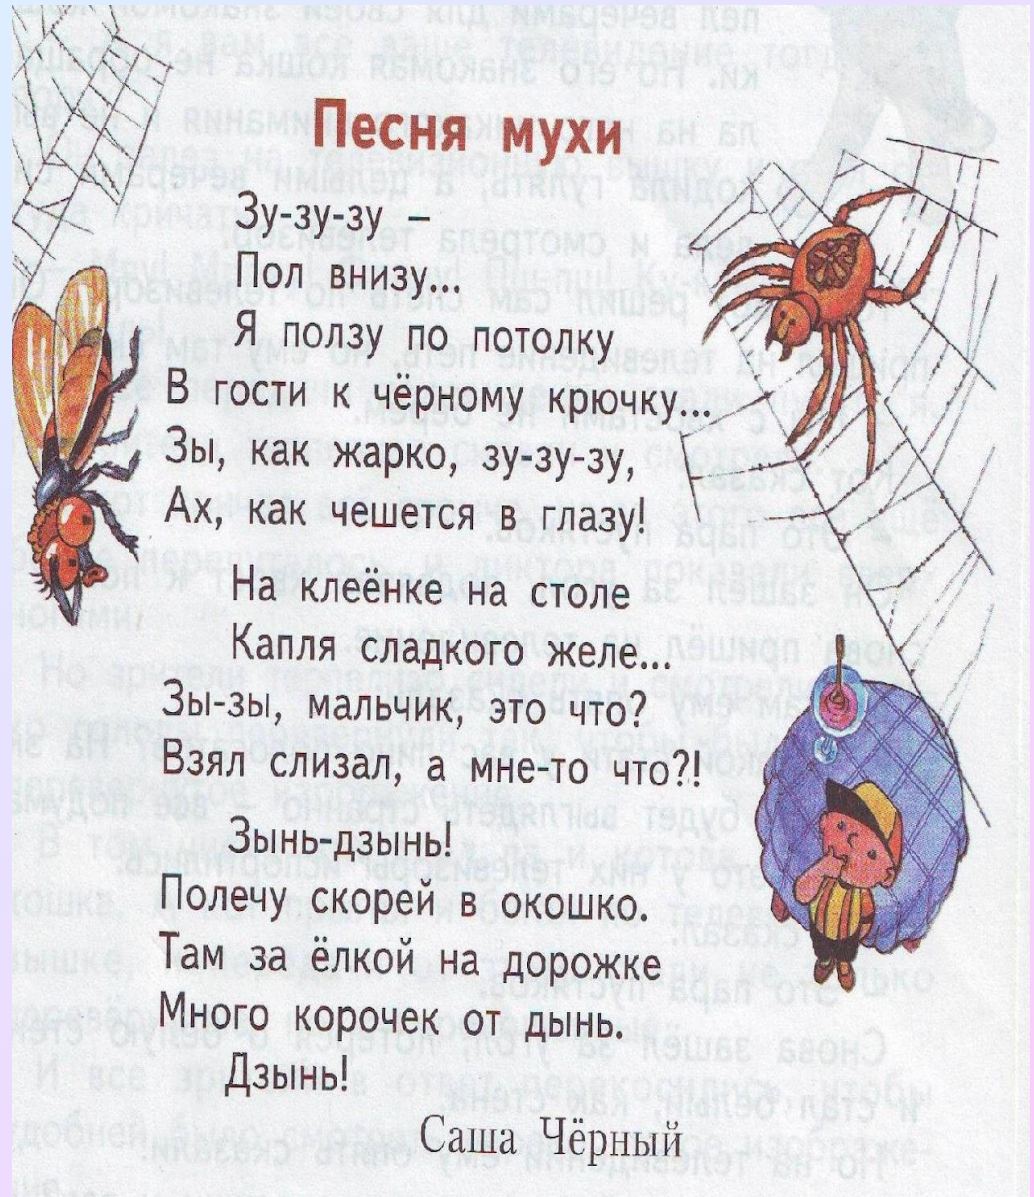 Песня мухи
Зу-зу-зу –
Пол внизу...
Я ползу по потолку
В гости к чёрному крючку...
Зы, как жарко, зу-зу-зу,
Ах, как чешется в глазу!
На клеёнке на столе
Капля сладкого желе...
Зы-зы, мальчик, это что?
Взял слизал, а мне-то что?!
Зынь-дзынь!
Полечу скорей в окошко.
Там за ёлкой на дорожке
Много корочек от дынь.
Дзынь!
Саша Чёрный